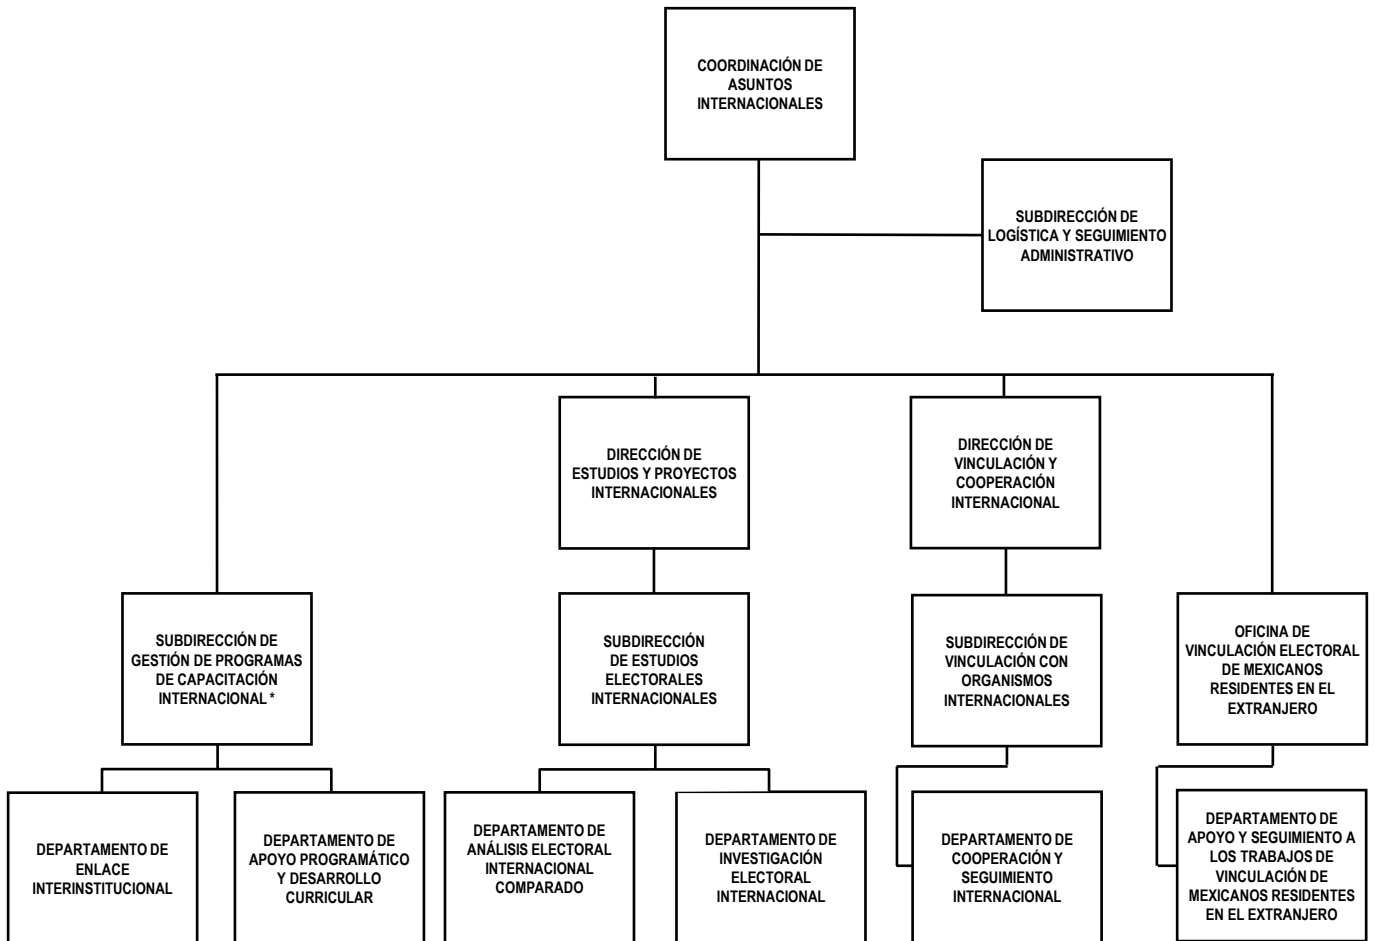 COORDINACIÓN DE
ASUNTOS
INTERNACIONALES
SUBDIRECCIÓN DE
LOGÍSTICA Y SEGUIMIENTO
ADMINISTRATIVO
DIRECCIÓN DE
ESTUDIOS Y PROYECTOS
INTERNACIONALES
DIRECCIÓN DE
VINCULACIÓN Y
COOPERACIÓN
INTERNACIONAL
SUBDIRECCIÓN DE
GESTIÓN DE PROGRAMAS
DE CAPACITACIÓN
INTERNACIONAL *
SUBDIRECCIÓN
DE ESTUDIOS
ELECTORALES
INTERNACIONALES
SUBDIRECCIÓN DE
VINCULACIÓN CON
ORGANISMOS
INTERNACIONALES
OFICINA DE
VINCULACIÓN ELECTORAL
DE MEXICANOS
RESIDENTES EN EL
EXTRANJERO
DEPARTAMENTO DE
ENLACE
INTERINSTITUCIONAL
DEPARTAMENTO DE
APOYO PROGRAMÁTICO
Y DESARROLLO
CURRICULAR
DEPARTAMENTO DE
ANÁLISIS ELECTORAL
INTERNACIONAL
COMPARADO
DEPARTAMENTO DE
INVESTIGACIÓN
ELECTORAL
INTERNACIONAL
DEPARTAMENTO DE
COOPERACIÓN Y
SEGUIMIENTO
INTERNACIONAL
DEPARTAMENTO DE
APOYO Y SEGUIMIENTO A
LOS TRABAJOS DE
VINCULACIÓN DE
MEXICANOS RESIDENTES
EN EL EXTRANJERO